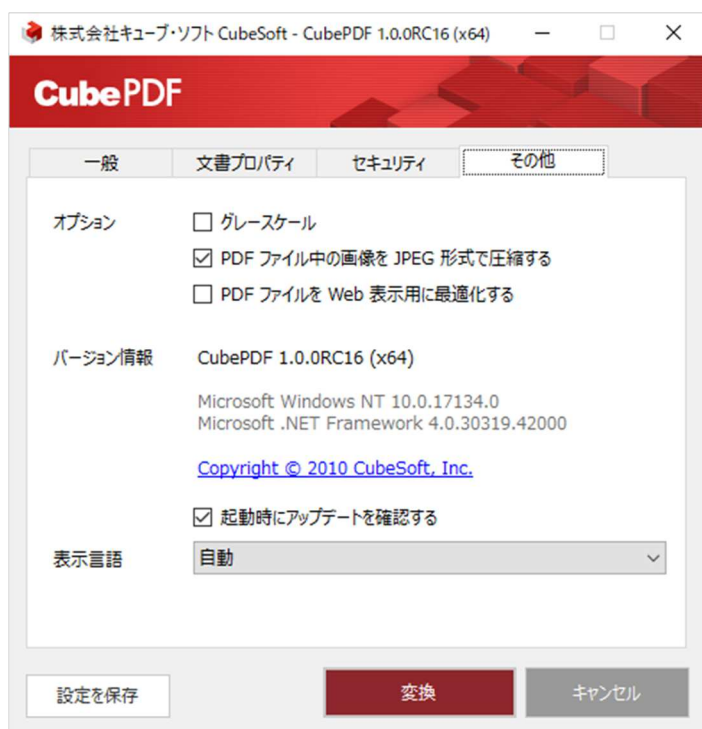 株式会社キューブ・ソフト CubeSoft - CubePDF 1.0.0RC16 (x64)
CubePDF
一般 文書プロパティ セキュリティ その他
オプション グレースケール
PDF ファイル中の画像を JPEG 形式で圧縮する
PDF ファイルを Web 表示用に最適化する
バージョン情報 CubePDF 1.0.0RC16 (x64)
Microsoft Windows NT 10.0.17134.0
Microsoft .NET Framework 4.0.30319.42000
Copyright © 2010 CubeSoft, Inc.
起動時にアップデートを確認する
表示言語 自動
設定を保存 変換 キャンセル